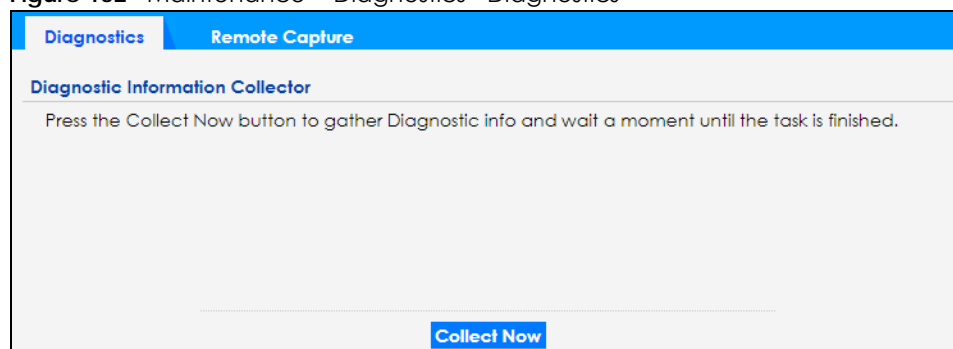 Diagnostics Remote Capture
Diagnostic Information Collector
Press the Collect Now button to gather Diagnostic info and wait a moment until the task is finished.
Collect Now